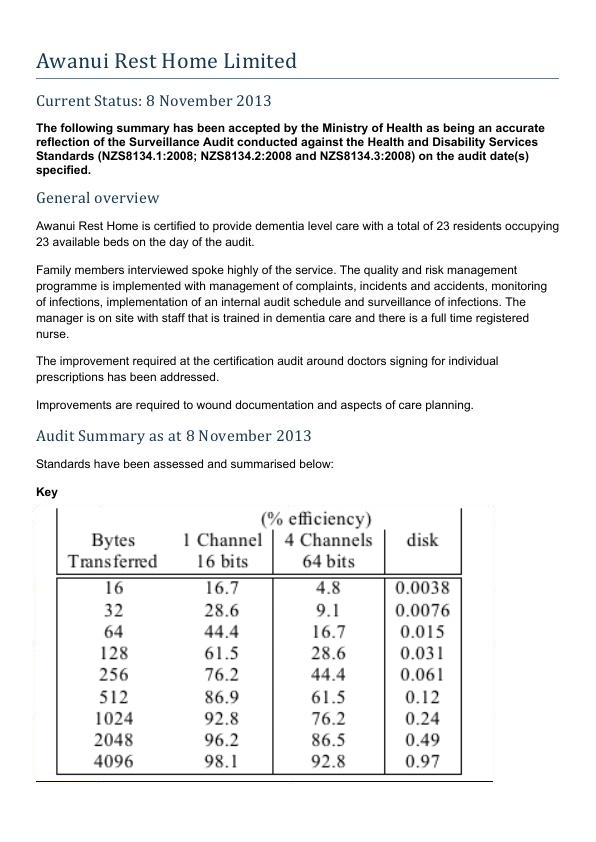 Awanui Rest Home Limited
Current Status: 8 November 2013
The following summary has been accepted by the Ministry of Health as being an accurate
reflection of the Surveillance Audit conducted against the Health and Disability Services
Standards (NZS8134.1:2008; NZS8134.2:2008 and NZS8134.3:2008) on the audit date(s)
specified.
General overview
Awanui Rest Home is certified to provide dementia level care with a total of 23 residents occupying
23 available beds on the day of the audit.
Family members interviewed spoke highly of the service. The quality and risk management
programme is implemented with management of complaints, incidents and accidents, monitoring
of infections, implementation of an internal audit schedule and surveillance of infections. The
manager is on site with staff that is trained in dementia care and there is a full time registered
nurse.
The improvement required at the certification audit around doctors signing for individual
prescriptions has been addressed.
Improvements are required to wound documentation and aspects of care planning.
Audit Summary as at 8 November 2013
Standards have been assessed and summarised below:
Key
(% efficiency)
Bytes 1 Channel 4 Channels disk
Transferred 16 bits 64 bits
16 16.7 4.8 0.0038
32 28.6 9.1 0.0076
64 44.4 16.7 0.015
128 61.5 28.6 0.031
256 76.2 44.4 0.061
512 86.9 61.5 0.12
1024 92.8 76.2 0.24
2048 96.2 86.5 0.49
4096 98.1 92.8 0.97